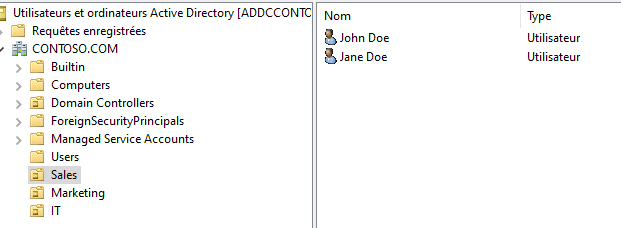 Utilisateurs et ordinateurs Active Directory [ADDCCONTO
Requêtes enregistrées
CONTOSO.COM
Builtin
Computers
Domain Controllers
ForeignSecurityPrincipals
Managed Service Accounts
Users
Sales
Marketing
IT
Nom Type
John Doe Utilisateur
Jane Doe Utilisateur